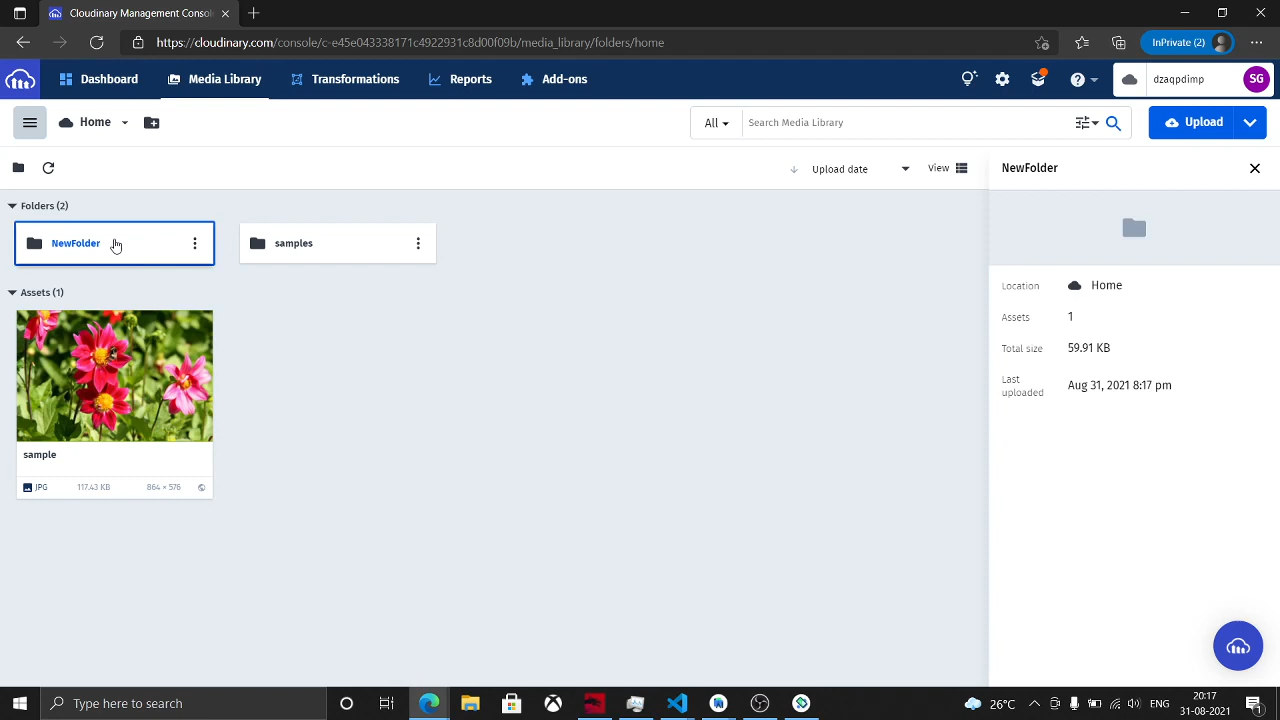 Cloudinary Management Conso
https://cloudinary.com/console/c-e45e043338171c4922931c8d00f09b/media_library/folders/home
InPrivate (2)
Dashboard
Media Library
Transformations
Reports
Add-ons
dzaqpdimp
SG
Home
All
Search Media Library
Upload
Upload date
View
NewFolder
Folders (2)
NewFolder
samples
Assets (1)
sample
JPG
117.43 KB
864 × 576
Location
Home
Assets
1
Total size
59.91 KB
Last uploaded
Aug 31, 2021 8:17 pm
Type here to search
26°C
ENG
20:17
31-08-2021
1